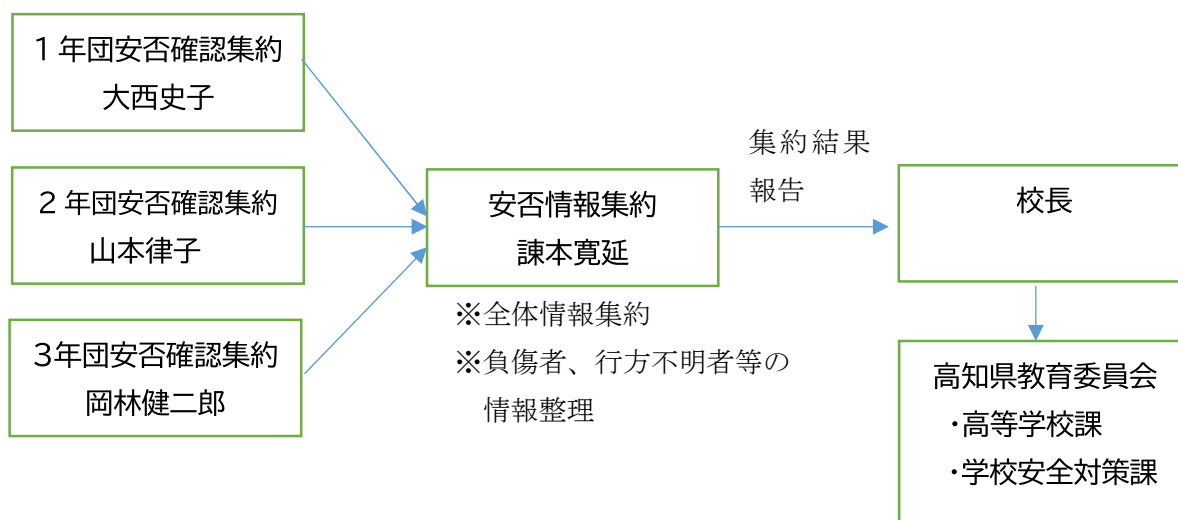 １年団安否確認集約
大西史子
２年団安否確認集約
山本律子
３年団安否確認集約
岡林健二郎
安否情報集約
諌本寛延
※全体情報集約
※負傷者、行方不明者等の
情報整理
集約結果
報告
校長
高知県教育委員会
・高等学校課
・学校安全対策課